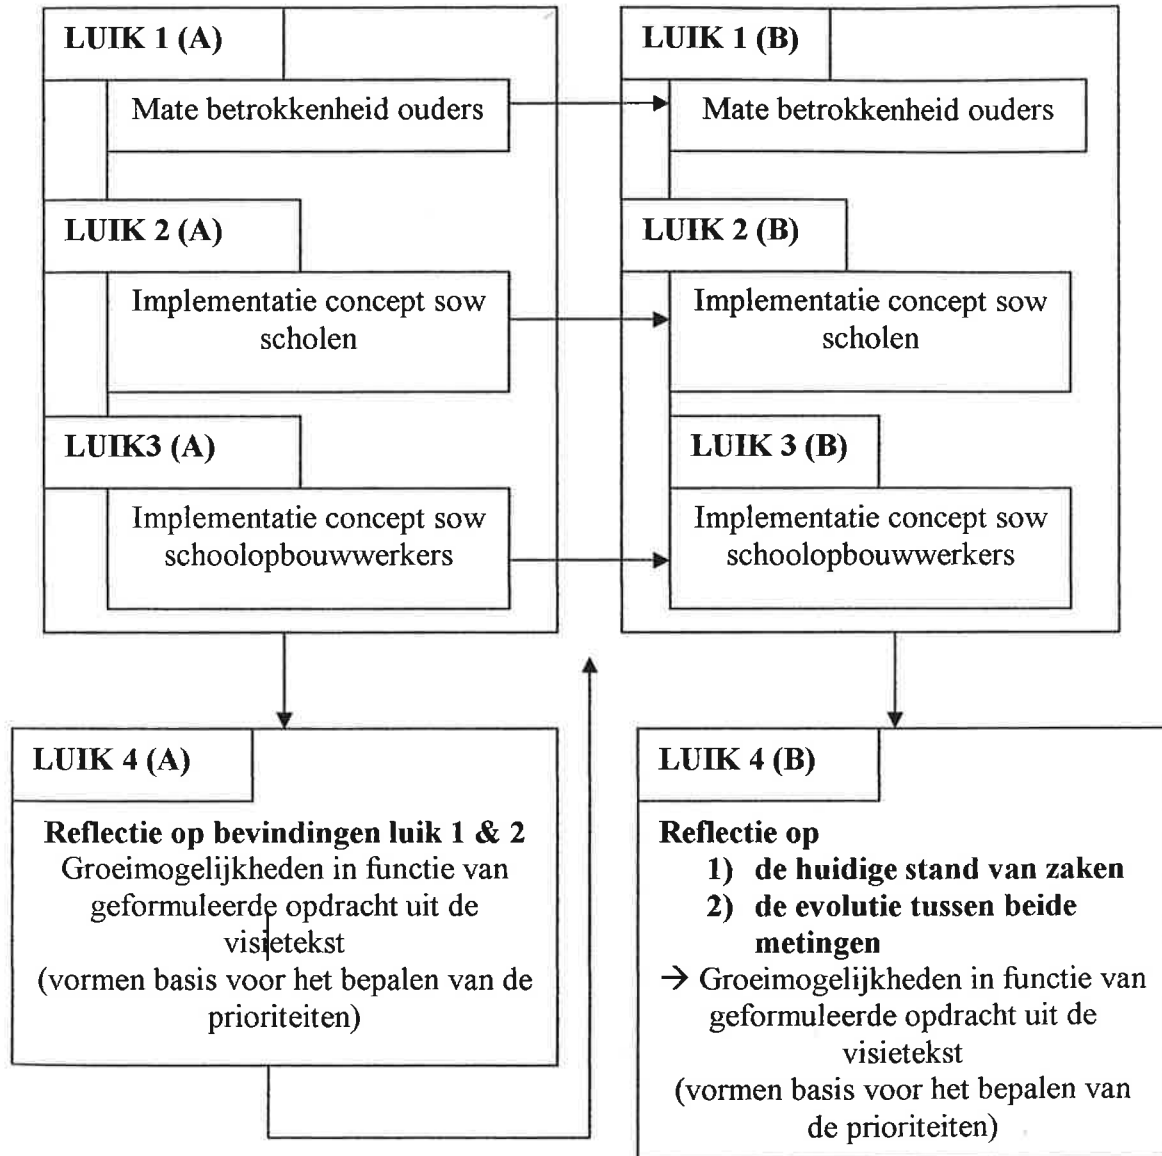 LUIK 1 (A)
Mate betrokkenheid ouders
LUIK 2 (A)
Implementatie concept sow
scholen
LUIK3 (A)
Implementatie concept sow
schoolopbouwwerkers
LUIK 1 (B)
Mate betrokkenheid ouders
LUIK 2 (B)
Implementatie concept sow
scholen
LUIK 3 (B)
Implementatie concept sow
schoolopbouwwerkers
LUIK 4 (A)
Reflectie op bevindingen luik 1 & 2
Groeimogelijkheden in functie van
geformuleerde opdracht uit de
visietekst
(vormen basis voor het bepalen van de
prioriteiten)
LUIK 4 (B)
Reflectie op
1) de huidige stand van zaken
2) de evolutie tussen beide
metingen
→ Groeimogelijkheden in functie van
geformuleerde opdracht uit de
visietekst
(vormen basis voor het bepalen van
de prioriteiten)